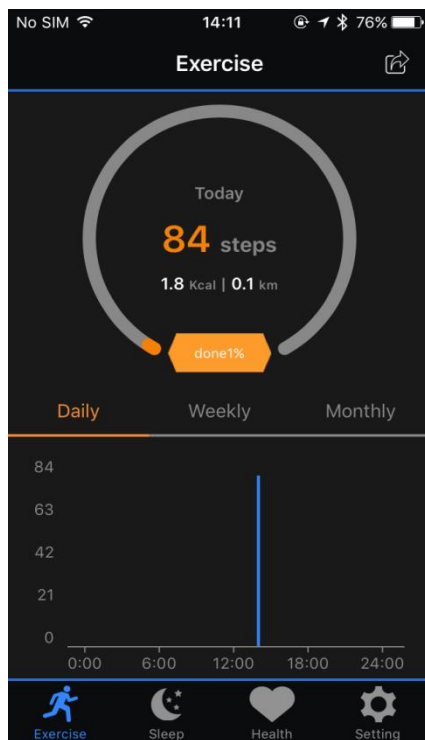 No SIM 14:11 76%
Exercise
Today
84 steps
1.8 Kcal | 0.1 km
done1%
Daily Weekly Monthly
84
63
42
21
0
0:00 6:00 12:00 18:00 24:00
Exercise Sleep Health Setting